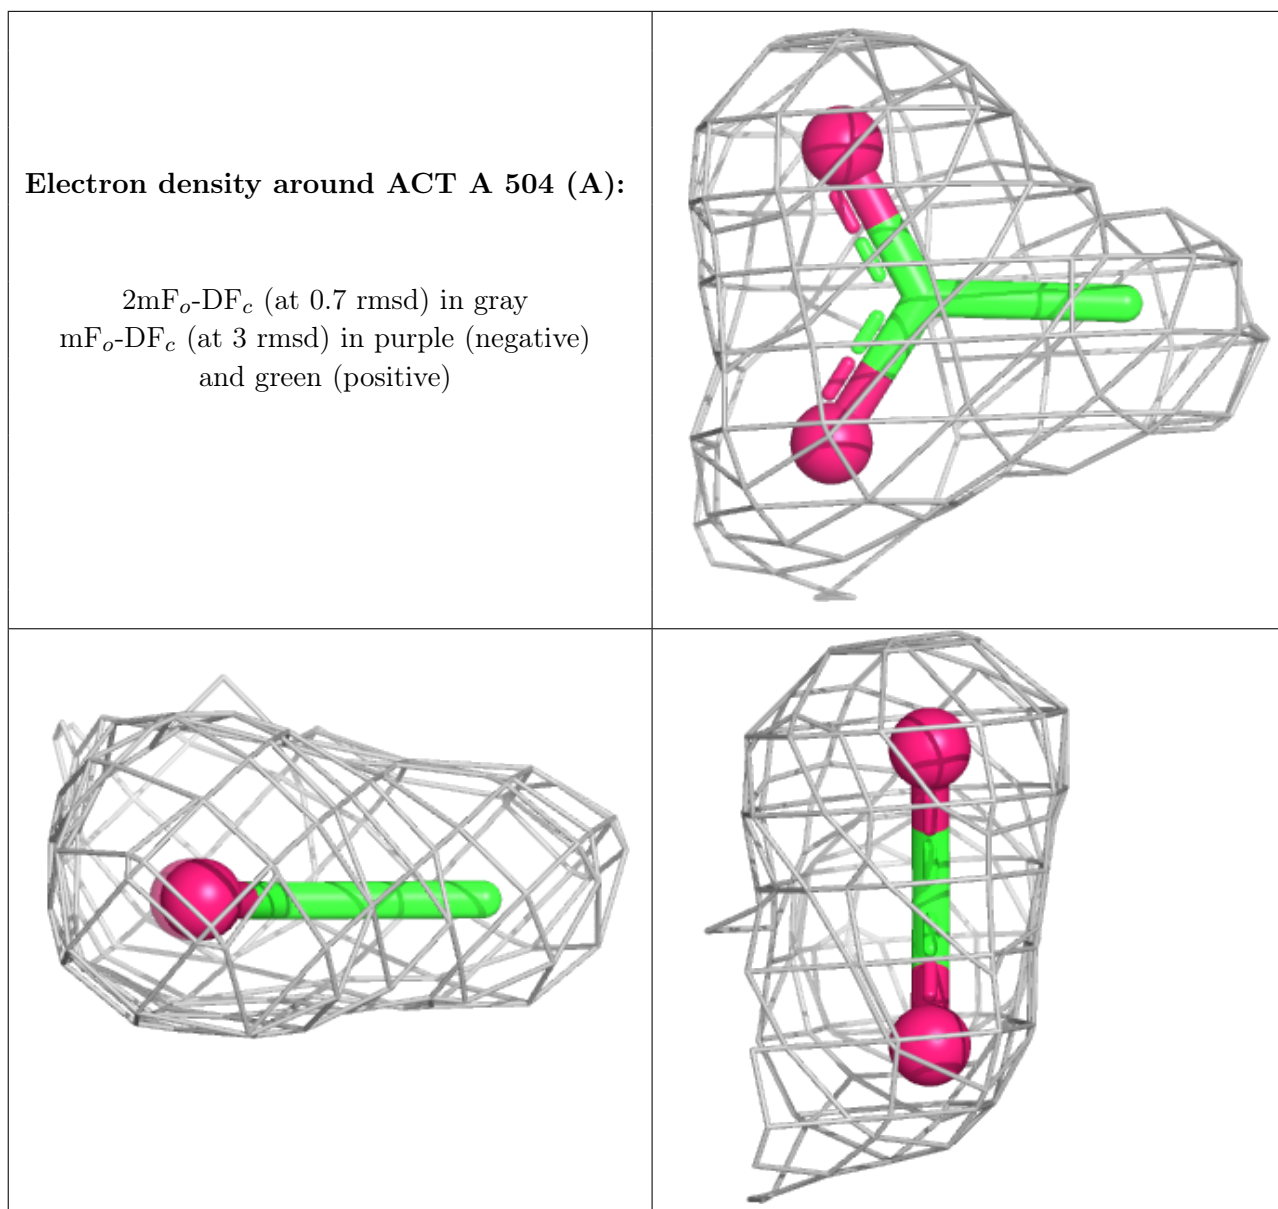 Electron density around ACT A 504 (A):
2mFo-DFc (at 0.7 rmsd) in gray
mFo-DFc (at 3 rmsd) in purple (negative)
and green (positive)